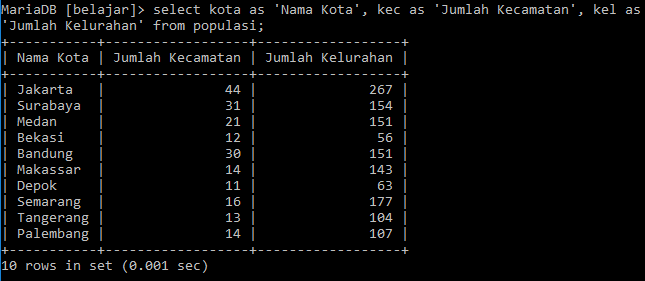 MariaDB [belajar]> select kota as 'Nama Kota', kec as 'Jumlah Kecamatan', kel as
'Jumlah Kelurahan' from populasi;
+-----------+------------------+------------------+
| Nama Kota | Jumlah Kecamatan | Jumlah Kelurahan |
+-----------+------------------+------------------+
| Jakarta   |               44 |              267 |
| Surabaya  |               31 |              154 |
| Medan     |               21 |              151 |
| Bekasi    |               12 |               56 |
| Bandung   |               30 |              151 |
| Makassar  |               14 |              143 |
| Depok     |               11 |               63 |
| Semarang  |               16 |              177 |
| Tangerang |               13 |              104 |
| Palembang |               14 |              107 |
+-----------+------------------+------------------+
10 rows in set (0.001 sec)